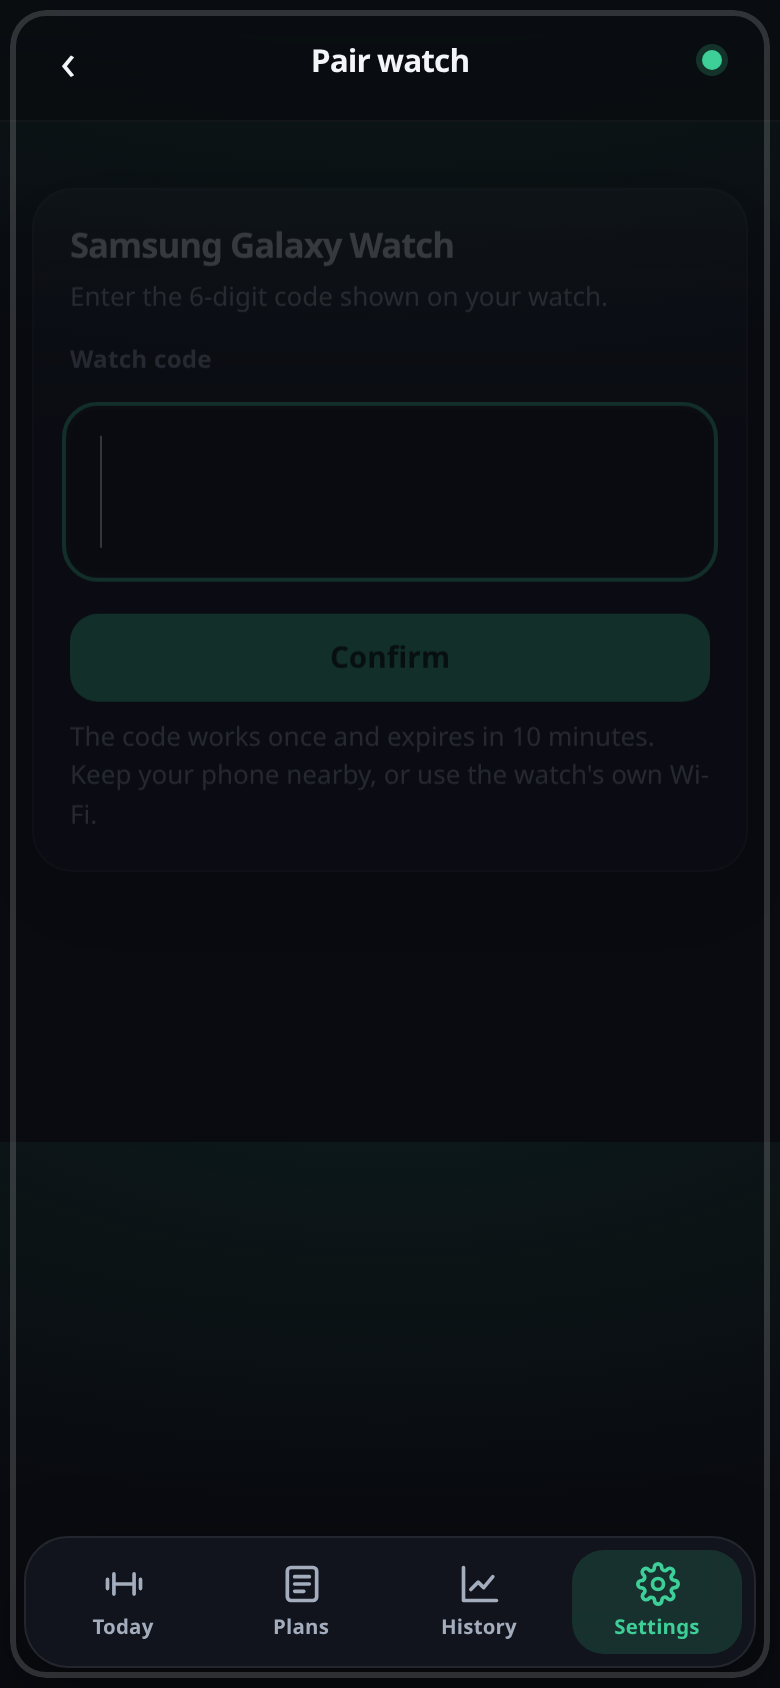 Pair watch
Samsung Galaxy Watch
Enter the 6-digit code shown on your watch.
Watch code
Confirm
The code works once and expires in 10 minutes.
Keep your phone nearby, or use the watch's own Wi-
Fi.
Today
Plans
History
Settings